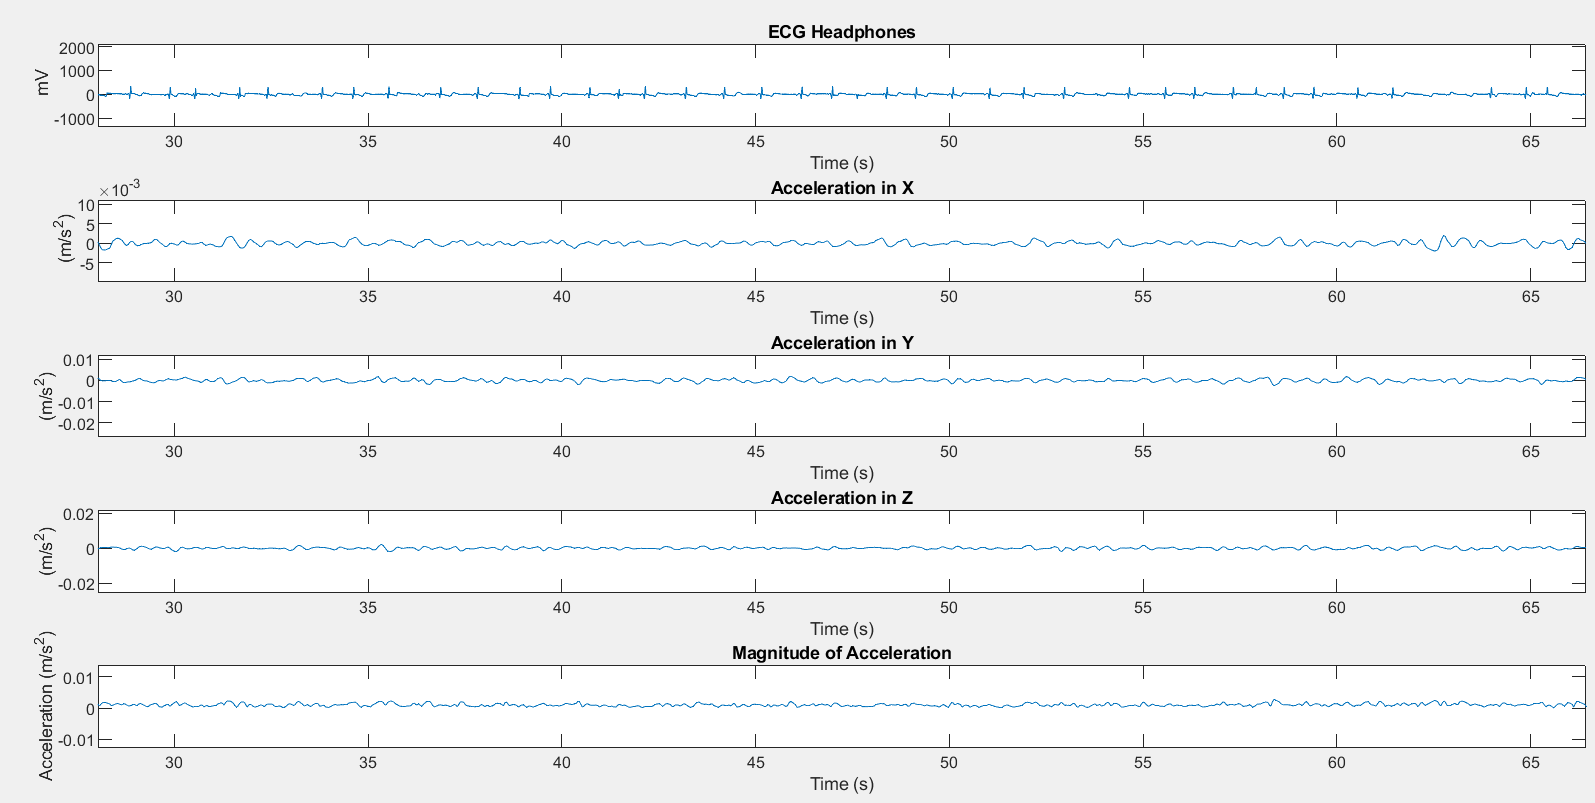 ECG Headphones
2000
1000
0
-1000
mV
30 35 40 45 50 55 60 65
Time (s)
×10-3
Acceleration in X
10
5
0
-5
(m/s2)
30 35 40 45 50 55 60 65
Time (s)
Acceleration in Y
0.01
0
-0.01
-0.02
(m/s2)
30 35 40 45 50 55 60 65
Time (s)
Acceleration in Z
0.02
0
-0.02
(m/s2)
30 35 40 45 50 55 60 65
Time (s)
Magnitude of Acceleration
0.01
0
-0.01
Acceleration (m/s2)
30 35 40 45 50 55 60 65
Time (s)